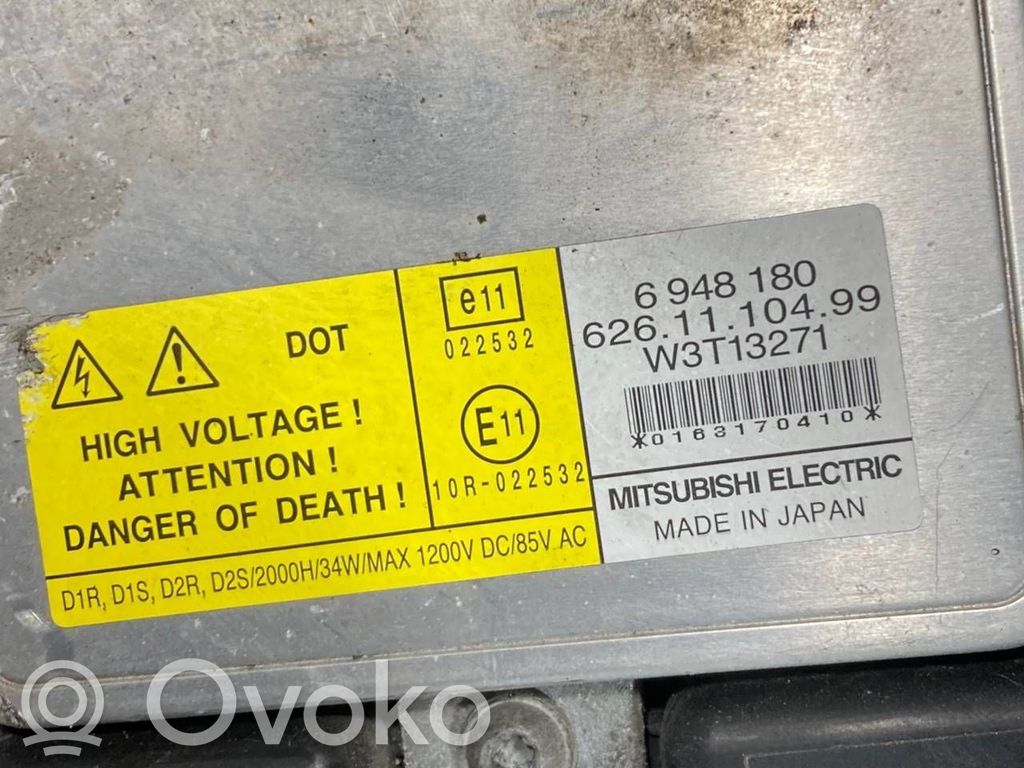 DOT
HIGH VOLTAGE !
ATTENTION !
DANGER OF DEATH !
e11
022532
E11
10R-022532
D1R, D1S, D2R, D2S/2000H/34W/MAX 1200V DC/85V AC
6 948 180
626.11.104.99
W3T13271
*0163170410*
MITSUBISHI ELECTRIC
MADE IN JAPAN
Ovoko